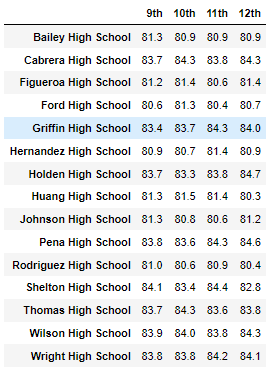 9th 10th 11th 12th
Bailey High School 81.3 80.9 80.9 80.9
Cabrera High School 83.7 84.3 83.8 84.3
Figueroa High School 81.2 81.4 80.6 81.4
Ford High School 80.6 81.3 80.4 80.7
Griffin High School 83.4 83.7 84.3 84.0
Hernandez High School 80.9 80.7 81.4 80.9
Holden High School 83.7 83.3 83.8 84.7
Huang High School 81.3 81.5 81.4 80.3
Johnson High School 81.3 80.8 80.6 81.2
Pena High School 83.8 83.6 84.3 84.6
Rodriguez High School 81.0 80.6 80.9 80.4
Shelton High School 84.1 83.4 84.4 82.8
Thomas High School 83.7 84.3 83.6 83.8
Wilson High School 83.9 84.0 83.8 84.3
Wright High School 83.8 83.8 84.2 84.1